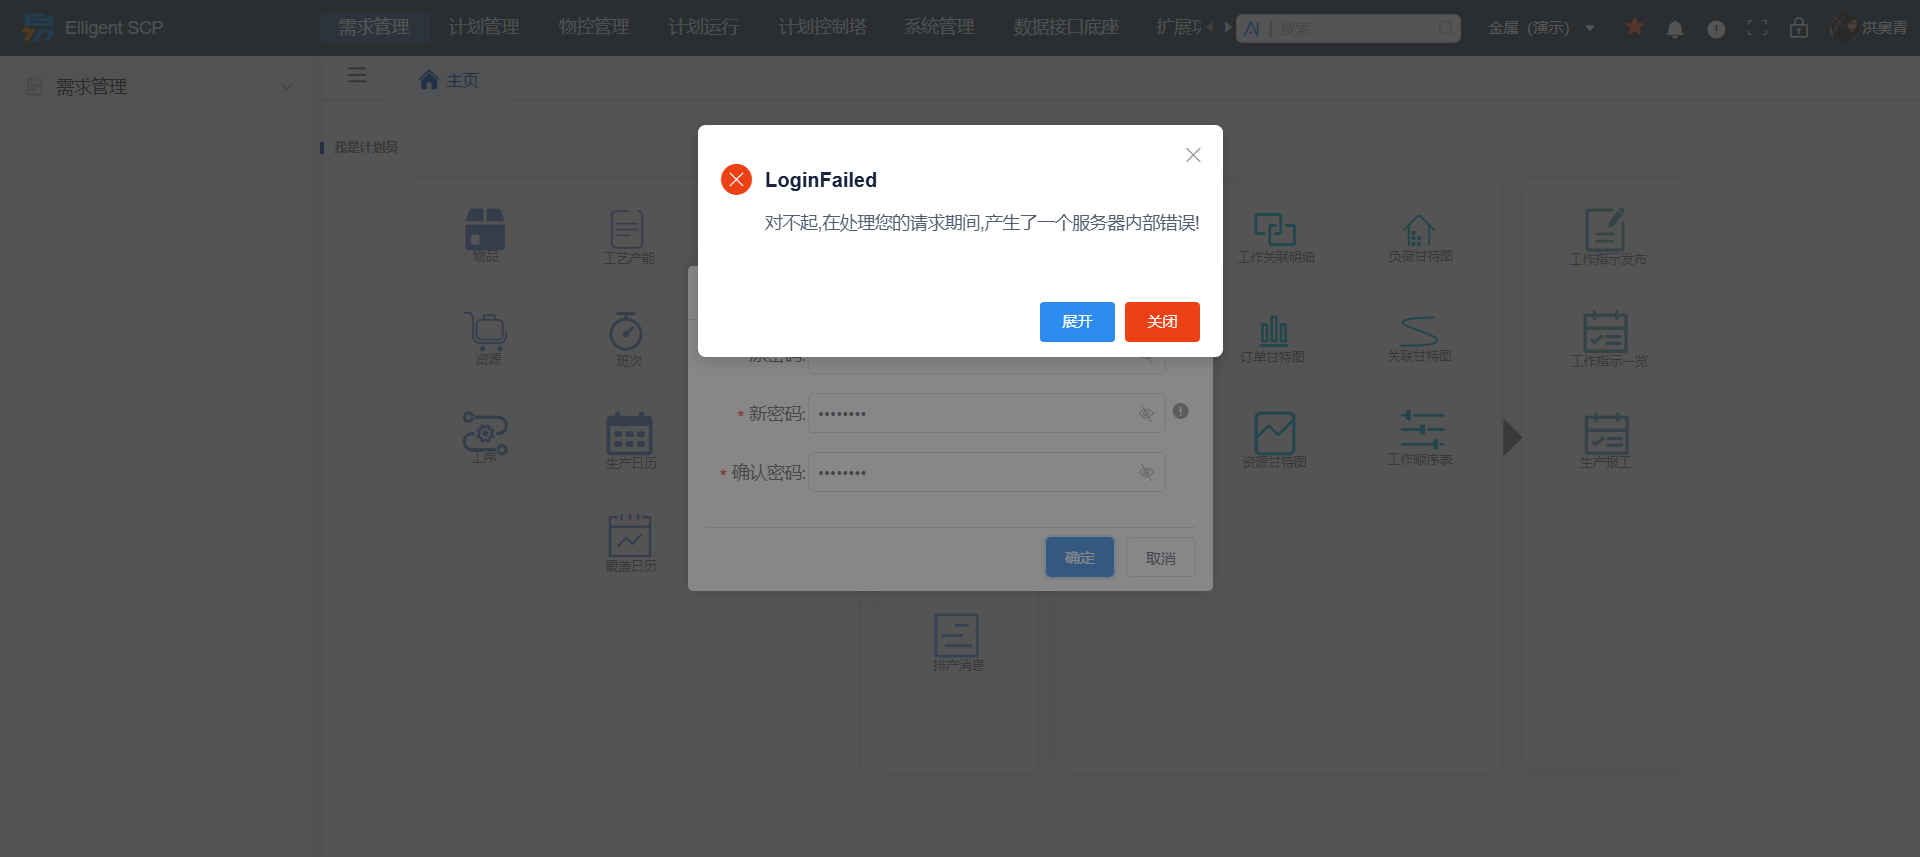 Elligent SCP
需求管理
计划管理
物控管理
计划运行
计划控制塔
系统管理
数据接口底座
AI
搜索
金属（演示）
洪奥青
需求管理
主页
我是计划员
LoginFailed
对不起,在处理您的请求期间,产生了一个服务器内部错误!
展开
关闭
物品
工艺产能
工作关联明细
负荷甘特图
工作指示发布
资源
班次
订单甘特图
关联甘特图
工作指示一览
* 新密码: ••••••••
* 确认密码: ••••••••
工序
生产日历
资源甘特图
工作顺序表
生产报工
确定
取消
覆盖日历
排产消息